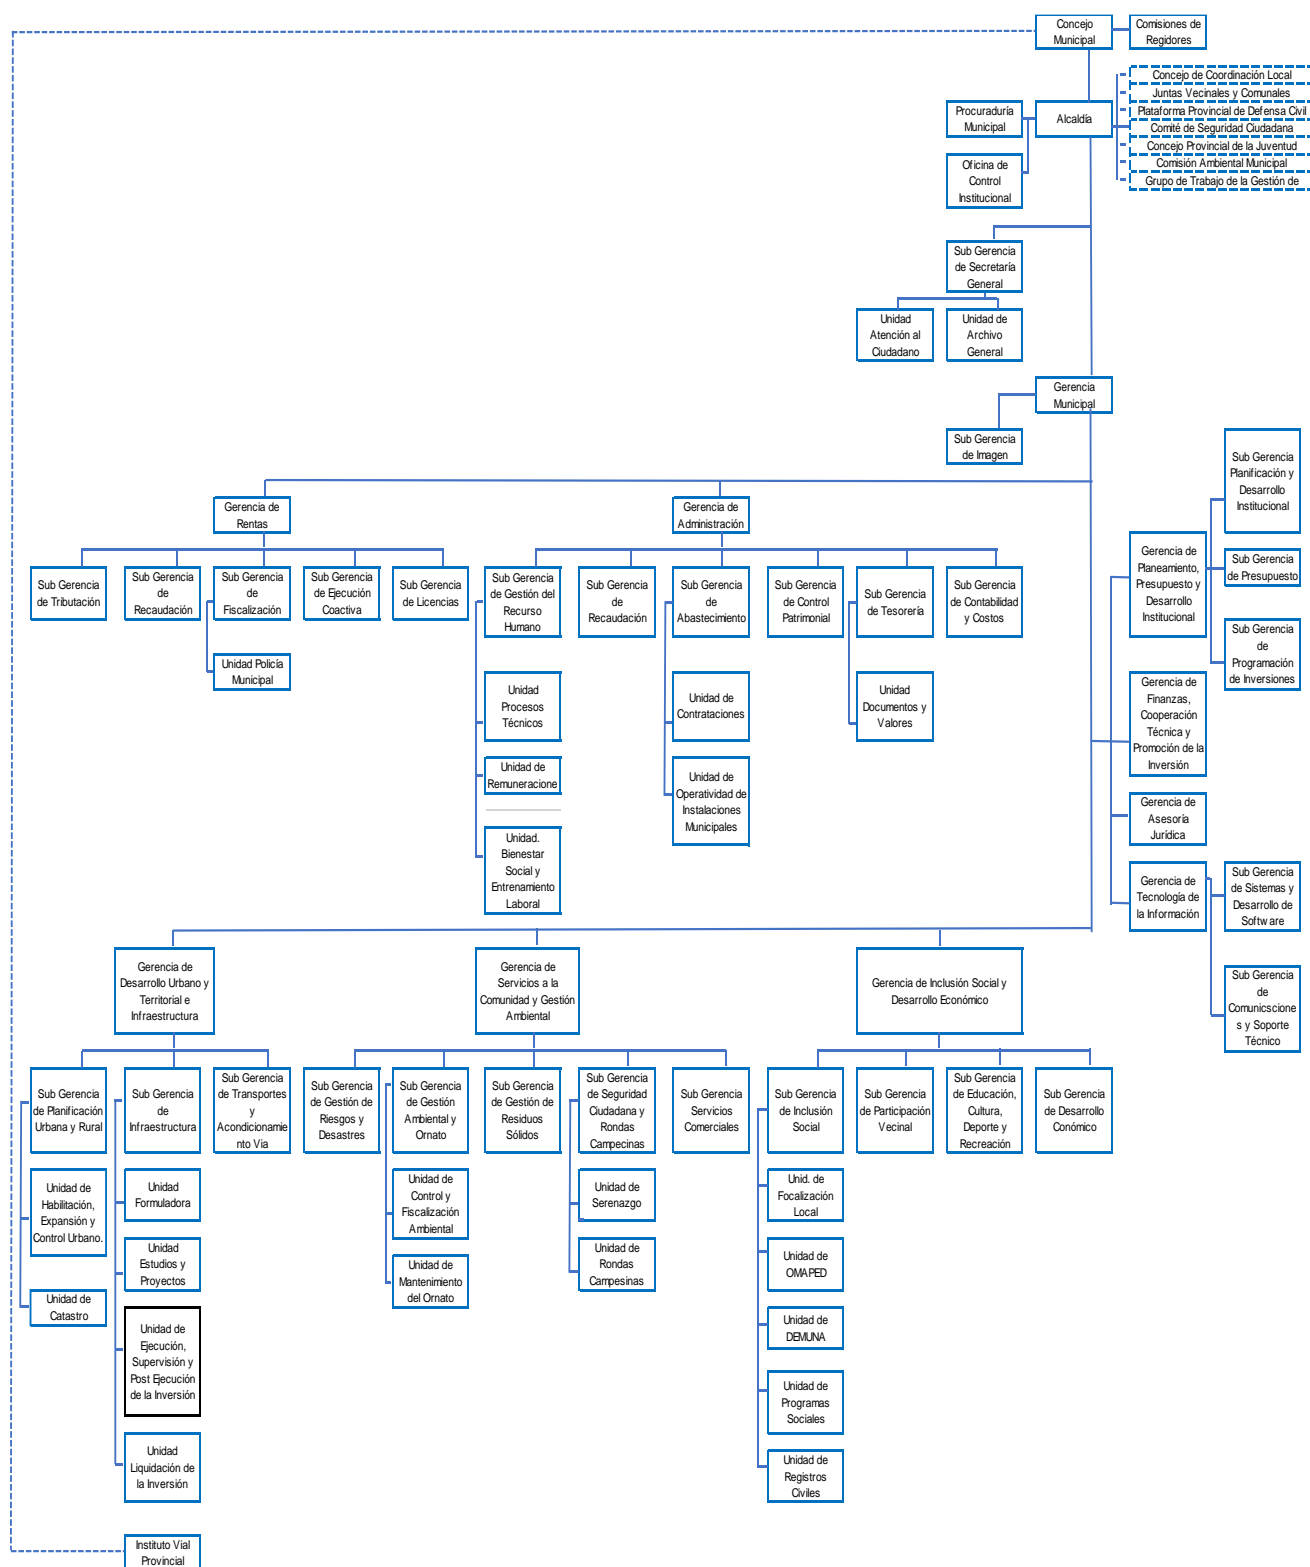 Concejo
Municipal
Comisiones de
Regidores
Concejo de Coordinación Local
Juntas Vecinales y Comunales
Plataforma Provincial de Defensa Civil
Comité de Seguridad Ciudadana
Concejo Provincial de la Juventud
Comisión Ambiental Municipal
Grupo de Trabajo de la Gestión de
Procuraduría
Municipal
Alcaldía
Oficina de
Control
Institucional
Sub Gerencia
de Secretaría
General
Unidad
Atención al
Ciudadano
Unidad de
Archivo
General
Gerencia
Municipal
Sub Gerencia
de Imagen
Gerencia de
Rentas
Gerencia de
Administración
Sub Gerencia
de Tributación
Sub Gerencia
de
Recaudación
Sub Gerencia
de
Fiscalización
Sub Gerencia
de Ejecución
Coactiva
Sub Gerencia
de Licencias
Unidad Policía
Municipal
Sub Gerencia
de Gestión del
Recurso
Humano
Sub Gerencia
de
Recaudación
Sub Gerencia
de
Abastecimiento
Sub Gerencia
de Control
Patrimonial
Sub Gerencia
de Tesorería
Sub Gerencia
de Contabilidad
y Costos
Unidad
Procesos
Técnicos
Unidad de
Remuneracione
Unidad.
Bienestar
Social y
Entrenamiento
Laboral
Unidad de
Contrataciones
Unidad de
Operatividad de
Instalaciones
Municipales
Unidad
Documentos y
Valores
Gerencia de
Planeamiento,
Presupuesto y
Desarrollo
Institucional
Sub Gerencia
Planificación y
Desarrollo
Institucional
Sub Gerencia
de Presupuesto
Sub Gerencia
de
Programación
de Inversiones
Gerencia de
Finanzas,
Cooperación
Técnica y
Promoción de la
Inversión
Gerencia de
Asesoría
Jurídica
Gerencia de
Tecnología de
la Información
Sub Gerencia
de Sistemas y
Desarrollo de
Software
Sub Gerencia
de
Comunicscione
s y Soporte
Técnico
Gerencia de
Desarrollo Urbano y
Territorial e
Infraestructura
Gerencia de
Servicios a la
Comunidad y Gestión
Ambiental
Gerencia de Inclusión Social y
Desarrollo Económico
Sub Gerencia
de Planificación
Urbana y Rural
Sub Gerencia
de
Infraestructura
Sub Gerencia
de Transportes
y
Acondicionamie
nto Via
Sub Gerencia
de Gestión de
Riesgos y
Desastres
Sub Gerencia
de Gestión
Ambiental y
Ornato
Sub Gerencia
de Gestión de
Residuos
Sólidos
Sub Gerencia
de Seguridad
Ciudadana y
Rondas
Campecinas
Sub Gerencia
Servicios
Comerciales
Sub Gerencia
de Inclusión
Social
Sub Gerencia
de Participación
Vecinal
Sub Gerencia
de Educación,
Cultura,
Deporte y
Recreación
Sub Gerencia
de Desarrollo
Conómico
Unidad de
Habilitación,
Expansión y
Control Urbano.
Unidad de
Catastro
Unidad
Formuladora
Unidad
Estudios y
Proyectos
Unidad de
Ejecución,
Supervisión y
Post Ejecución
de la Inversión
Unidad
Liquidación de
la Inversión
Unidad de
Control y
Fiscalización
Ambiental
Unidad de
Mantenimiento
del Ornato
Unidad de
Serenazgo
Unidad de
Rondas
Campesinas
Unid. de
Focalización
Local
Unidad de
OMAPED
Unidad de
DEMUNA
Unidad de
Programas
Sociales
Unidad de
Registros
Civiles
Instituto Vial
Provincial